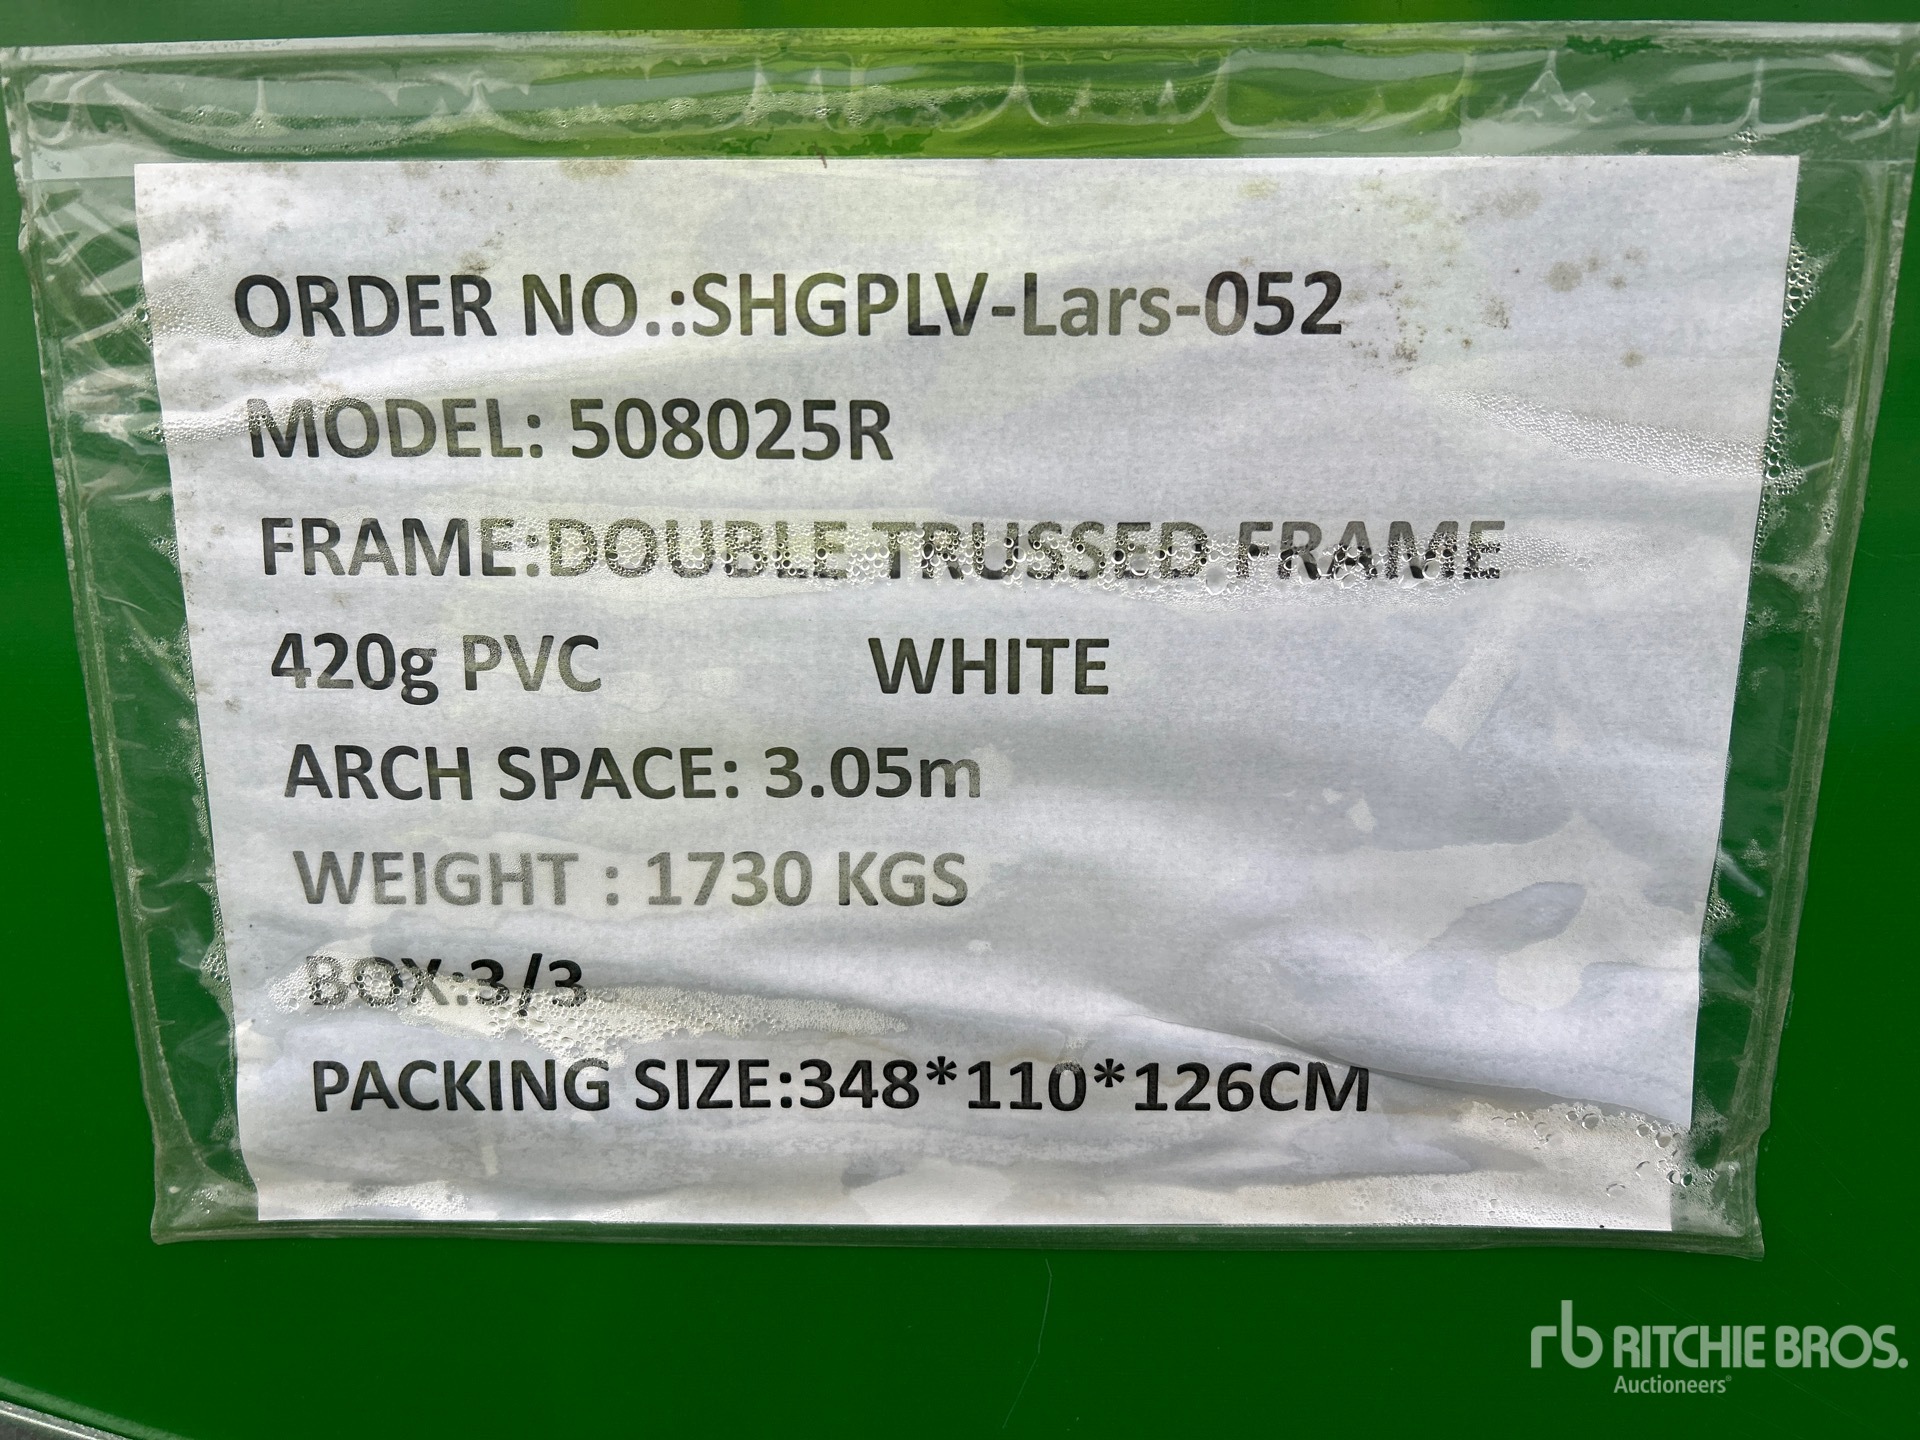 ORDER NO.:SHGPLV-Lars-052
MODEL: 508025R
FRAME:DOUBLE TRUSSED FRAME
420g PVC WHITE
ARCH SPACE: 3.05m
WEIGHT : 1730 KGS
BOX:3/3
PACKING SIZE:348*110*126CM
rb RITCHIE BROS.
Auctioneers®